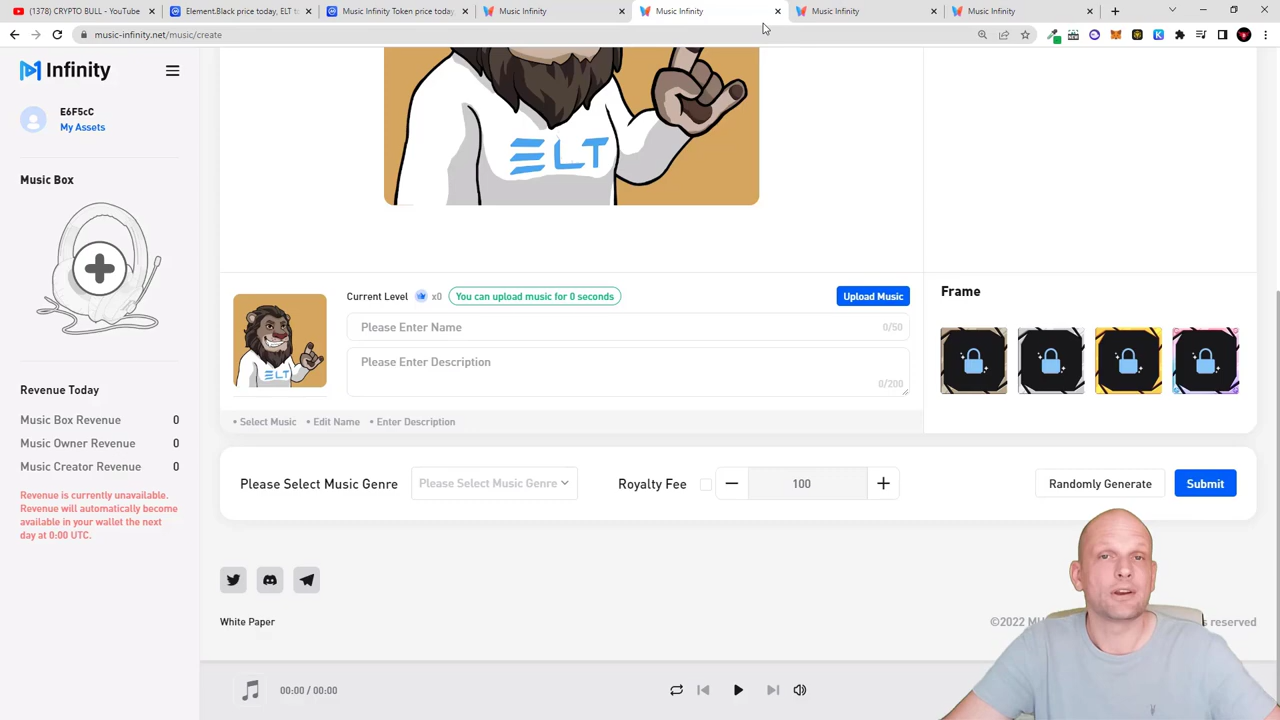 (1378) CRYPTO BULL - YouTube
Element.Black price today, ELT to
Music Infinity Token price today
Music Infinity
Music Infinity
Music Infinity
Music Infinity
music-infinity.net/music/create
Infinity
E6F5cC
My Assets
Music Box
Revenue Today
Music Box Revenue 0
Music Owner Revenue 0
Music Creator Revenue 0
Revenue is currently unavailable.
Revenue will automatically become
available in your wallet the next
day at 0:00 UTC.
ELT
ELT
Current Level x0 You can upload music for 0 seconds Upload Music
Please Enter Name 0/50
Please Enter Description
0/200
• Select Music • Edit Name • Enter Description
Frame
Please Select Music Genre Please Select Music Genre Royalty Fee 100 Randomly Generate Submit
White Paper
©2022 s reserved
00:00 / 00:00